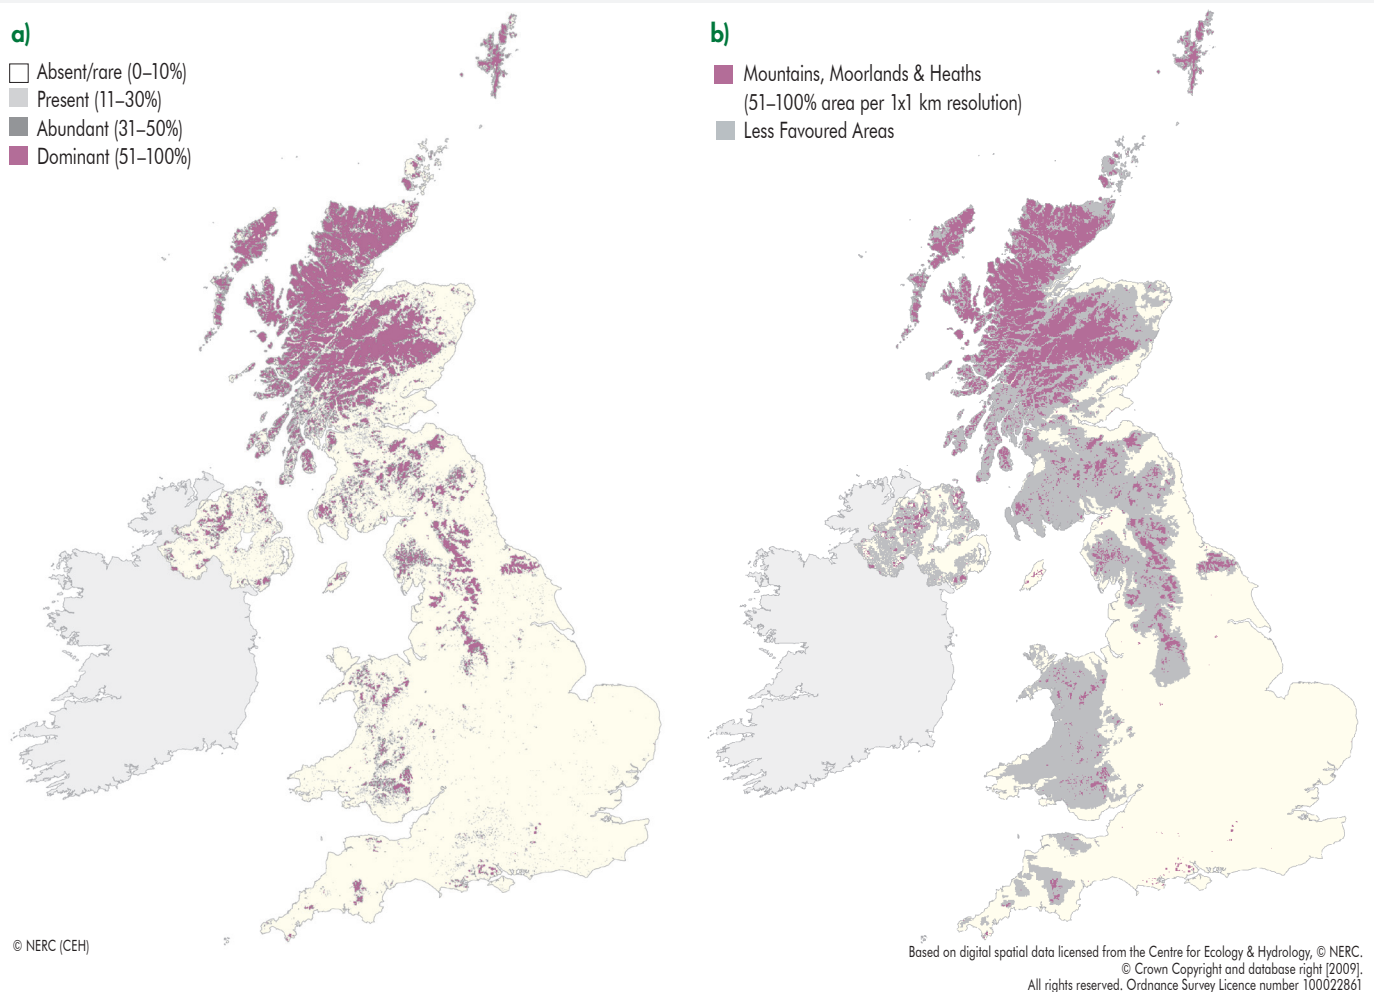 a)
Absent/rare (0–10%)
Present (11–30%)
Abundant (31–50%)
Dominant (51–100%)
© NERC (CEH)
b)
Mountains, Moorlands & Heaths
(51–100% area per 1x1 km resolution)
Less Favoured Areas
Based on digital spatial data licensed from the Centre for Ecology & Hydrology, © NERC.
© Crown Copyright and database right [2009].
All rights reserved. Ordnance Survey Licence number 100022861